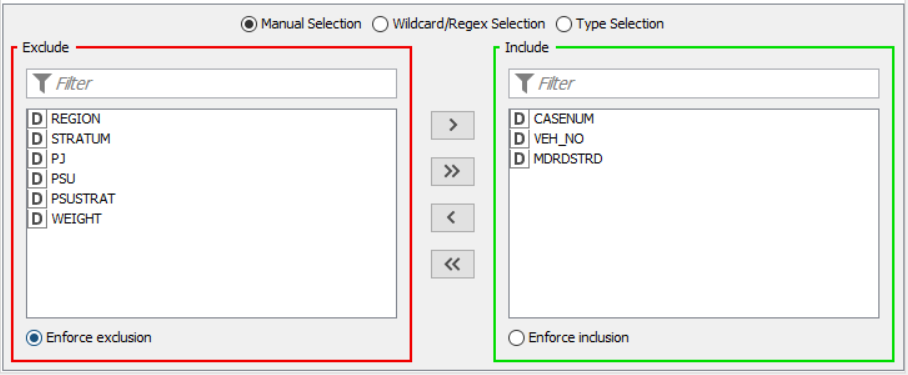 Manual Selection Wildcard/Regex Selection Type Selection
Exclude
Filter
D REGION
D STRATUM
D PJ
D PSU
D PSUSTRAT
D WEIGHT
Enforce exclusion
>
>>
<
<<
Include
Filter
D CASENUM
D VEH_NO
D MDRDSTRD
Enforce inclusion